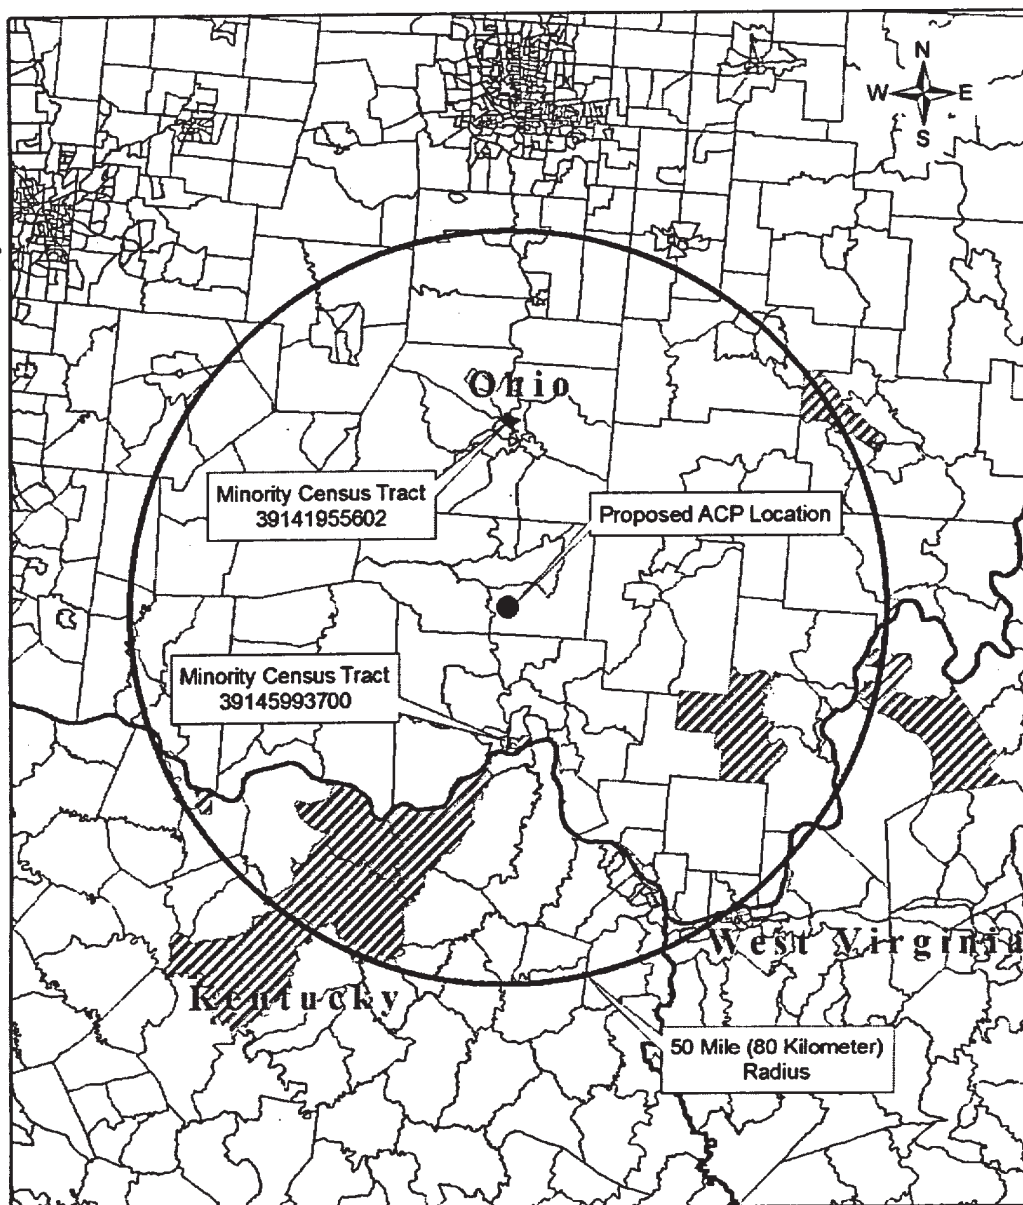 N
W E
S
Ohio
Minority Census Tract
39141955602
Proposed ACP Location
Minority Census Tract
39145993700
West Virginia
Kentucky
50 Mile (80 Kilometer)
Radius